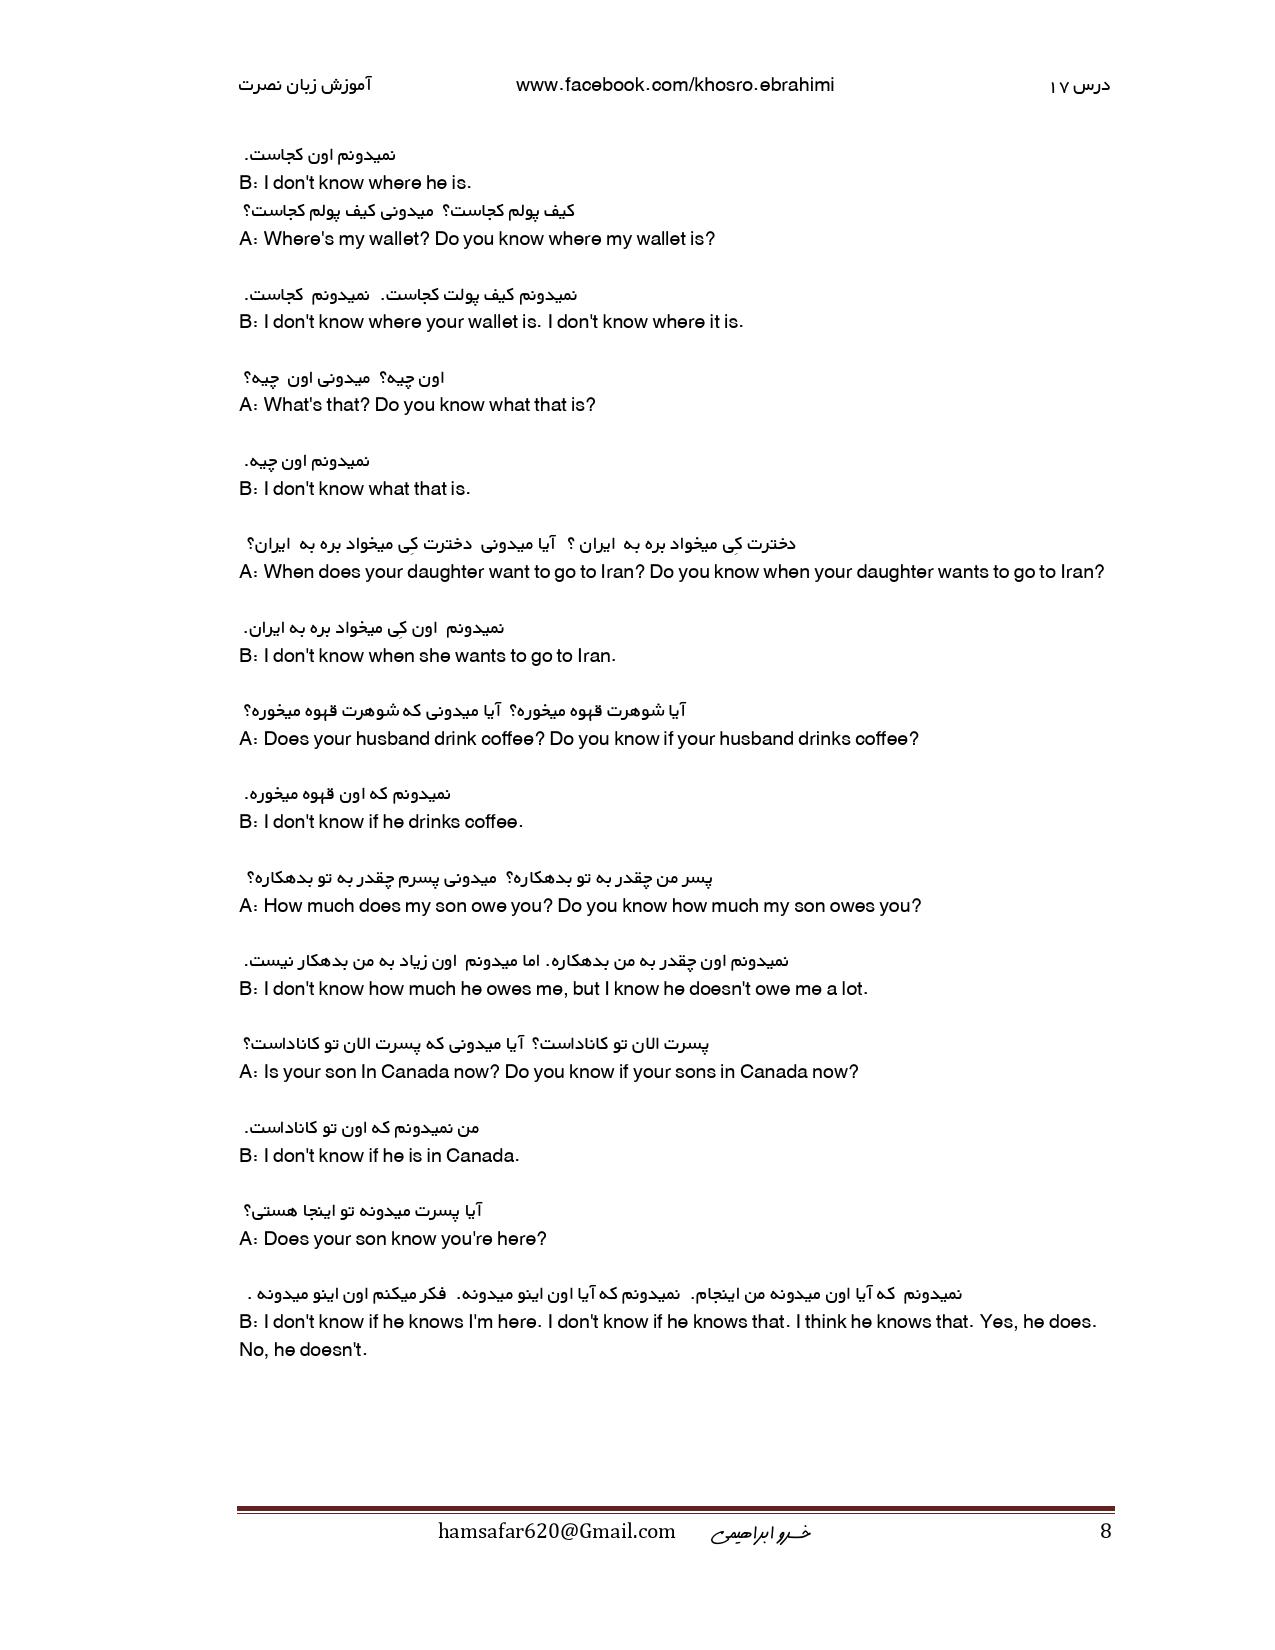 آموزش زبان نصرت www.facebook.com/khosro.ebrahimi درس ۱۷
نمیدونم اون کجاست.
B: I don't know where he is.
کیف پولم کجاست؟ میدونی کیف پولم کجاست؟
A: Where's my wallet? Do you know where my wallet is?
نمیدونم کیف پولت کجاست. نمیدونم کجاست.
B: I don't know where your wallet is. I don't know where it is.
اون چیه؟ میدونی اون چیه؟
A: What's that? Do you know what that is?
نمیدونم اون چیه.
B: I don't know what that is.
دخترت کِی میخواد بره به ایران ؟ آیا میدونی دخترت کِی میخواد بره به ایران؟
A: When does your daughter want to go to Iran? Do you know when your daughter wants to go to Iran?
نمیدونم اون کِی میخواد بره به ایران.
B: I don't know when she wants to go to Iran.
آیا شوهرت قهوه میخوره؟ آیا میدونی که شوهرت قهوه میخوره؟
A: Does your husband drink coffee? Do you know if your husband drinks coffee?
نمیدونم که اون قهوه میخوره.
B: I don't know if he drinks coffee.
پسر من چقدر به تو بدهکاره؟ میدونی پسرم چقدر به تو بدهکاره؟
A: How much does my son owe you? Do you know how much my son owes you?
نمیدونم اون چقدر به من بدهکاره. اما میدونم اون زیاد به من بدهکار نیست.
B: I don't know how much he owes me, but I know he doesn't owe me a lot.
پسرت الان تو کاناداست؟ آیا میدونی که پسرت الان تو کاناداست؟
A: Is your son In Canada now? Do you know if your sons in Canada now?
من نمیدونم که اون تو کاناداست.
B: I don't know if he is in Canada.
آیا پسرت میدونه تو اینجا هستی؟
A: Does your son know you're here?
نمیدونم که آیا اون میدونه من اینجام. نمیدونم که آیا اون اینو میدونه. فکر میکنم اون اینو میدونه .
B: I don't know if he knows I'm here. I don't know if he knows that. I think he knows that. Yes, he does.
No, he doesn't.
hamsafar620@Gmail.com خسرو ابراهیمی 8